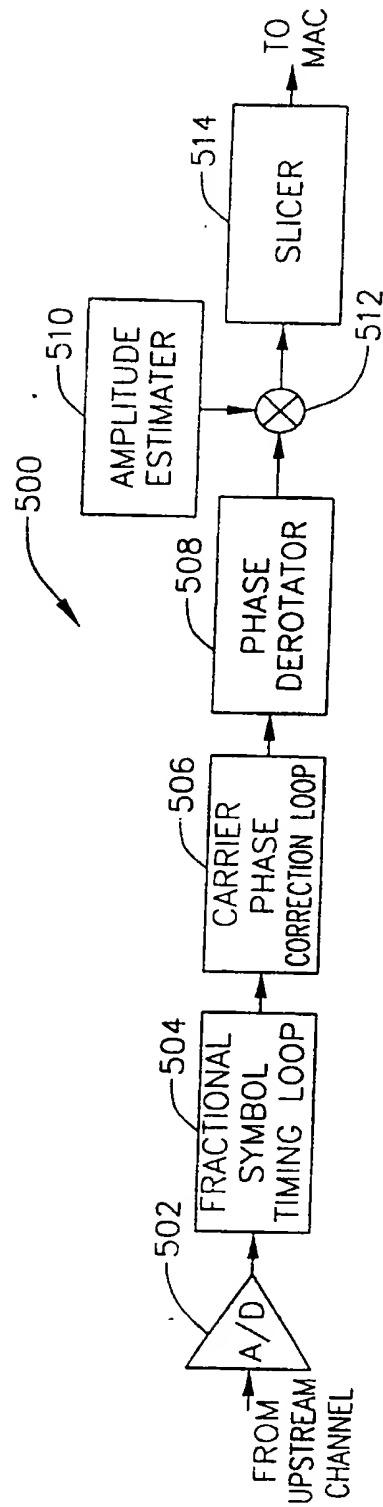 500
FROM
UPSTREAM
CHANNEL
502
A/D
504
FRACTIONAL
SYMBOL
TIMING LOOP
506
CARRIER
PHASE
CORRECTION LOOP
508
PHASE
DEROTATOR
510
AMPLITUDE
ESTIMATER
512
514
SLICER
TO
MAC